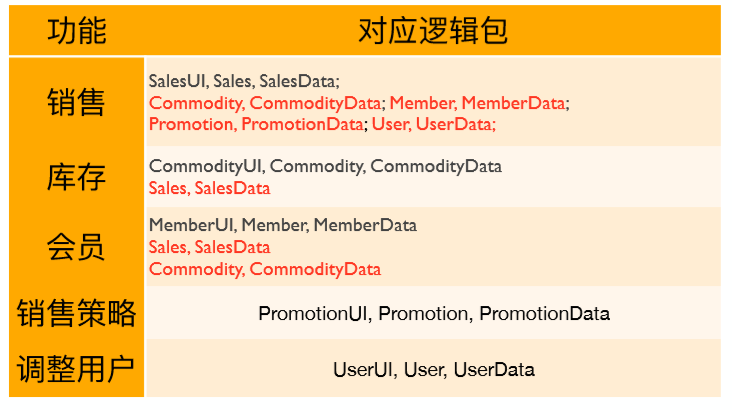 功能 对应逻辑包
销售
SalesUI, Sales, SalesData;
Commodity, CommodityData; Member, MemberData;
Promotion, PromotionData; User, UserData;
库存
CommodityUI, Commodity, CommodityData
Sales, SalesData
会员
MemberUI, Member, MemberData
Sales, SalesData
Commodity, CommodityData
销售策略 PromotionUI, Promotion, PromotionData
调整用户 UserUI, User, UserData